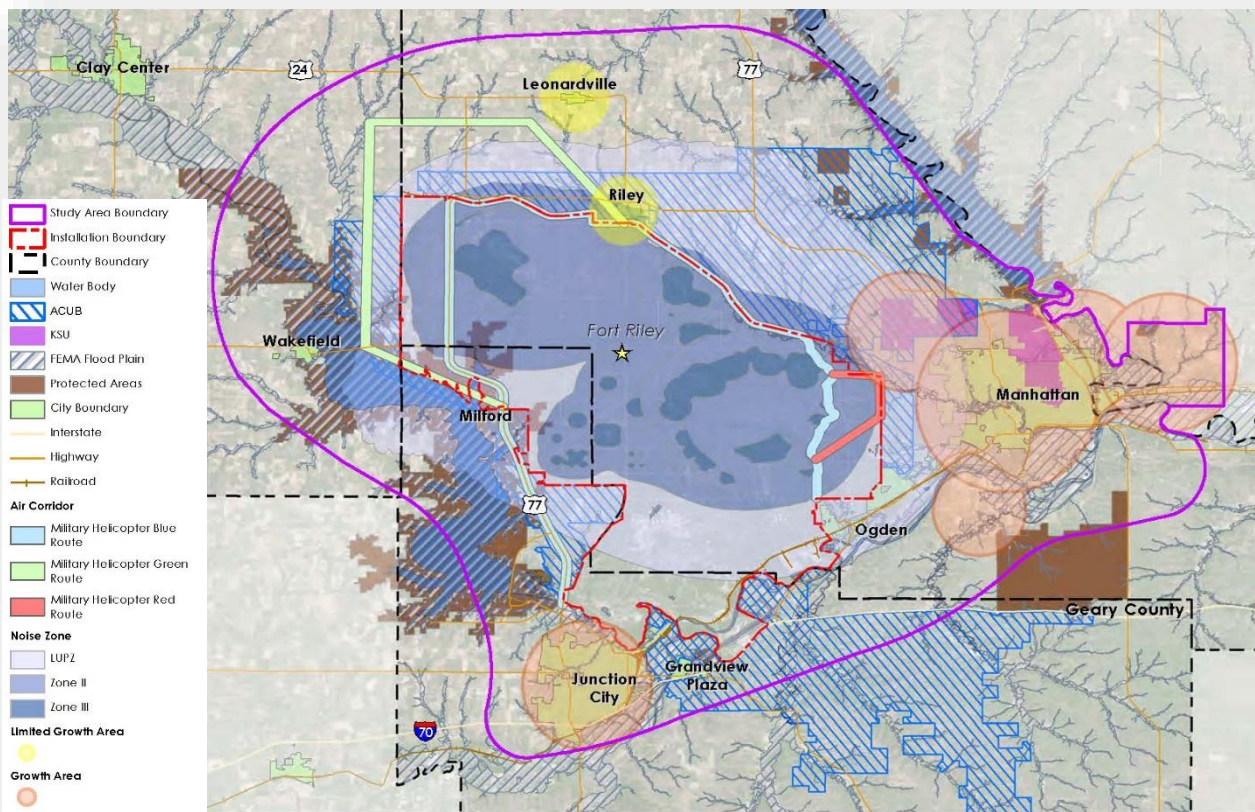 Clay Center
24
77
Leonardville
Riley
Study Area Boundary
Installation Boundary
County Boundary
Water Body
ACUB
KSU
FEMA Flood Plain
Protected Areas
City Boundary
Interstate
Highway
Railroad
Air Corridor
Military Helicopter Blue
Route
Military Helicopter Green
Route
Military Helicopter Red
Route
Noise Zone
LUPZ
Zone II
Zone III
Limited Growth Area
Growth Area
Fort Riley
Wakefield
Manhattan
Milford
77
Ogden
Geary County
Junction
City
Grandview
Plaza
70